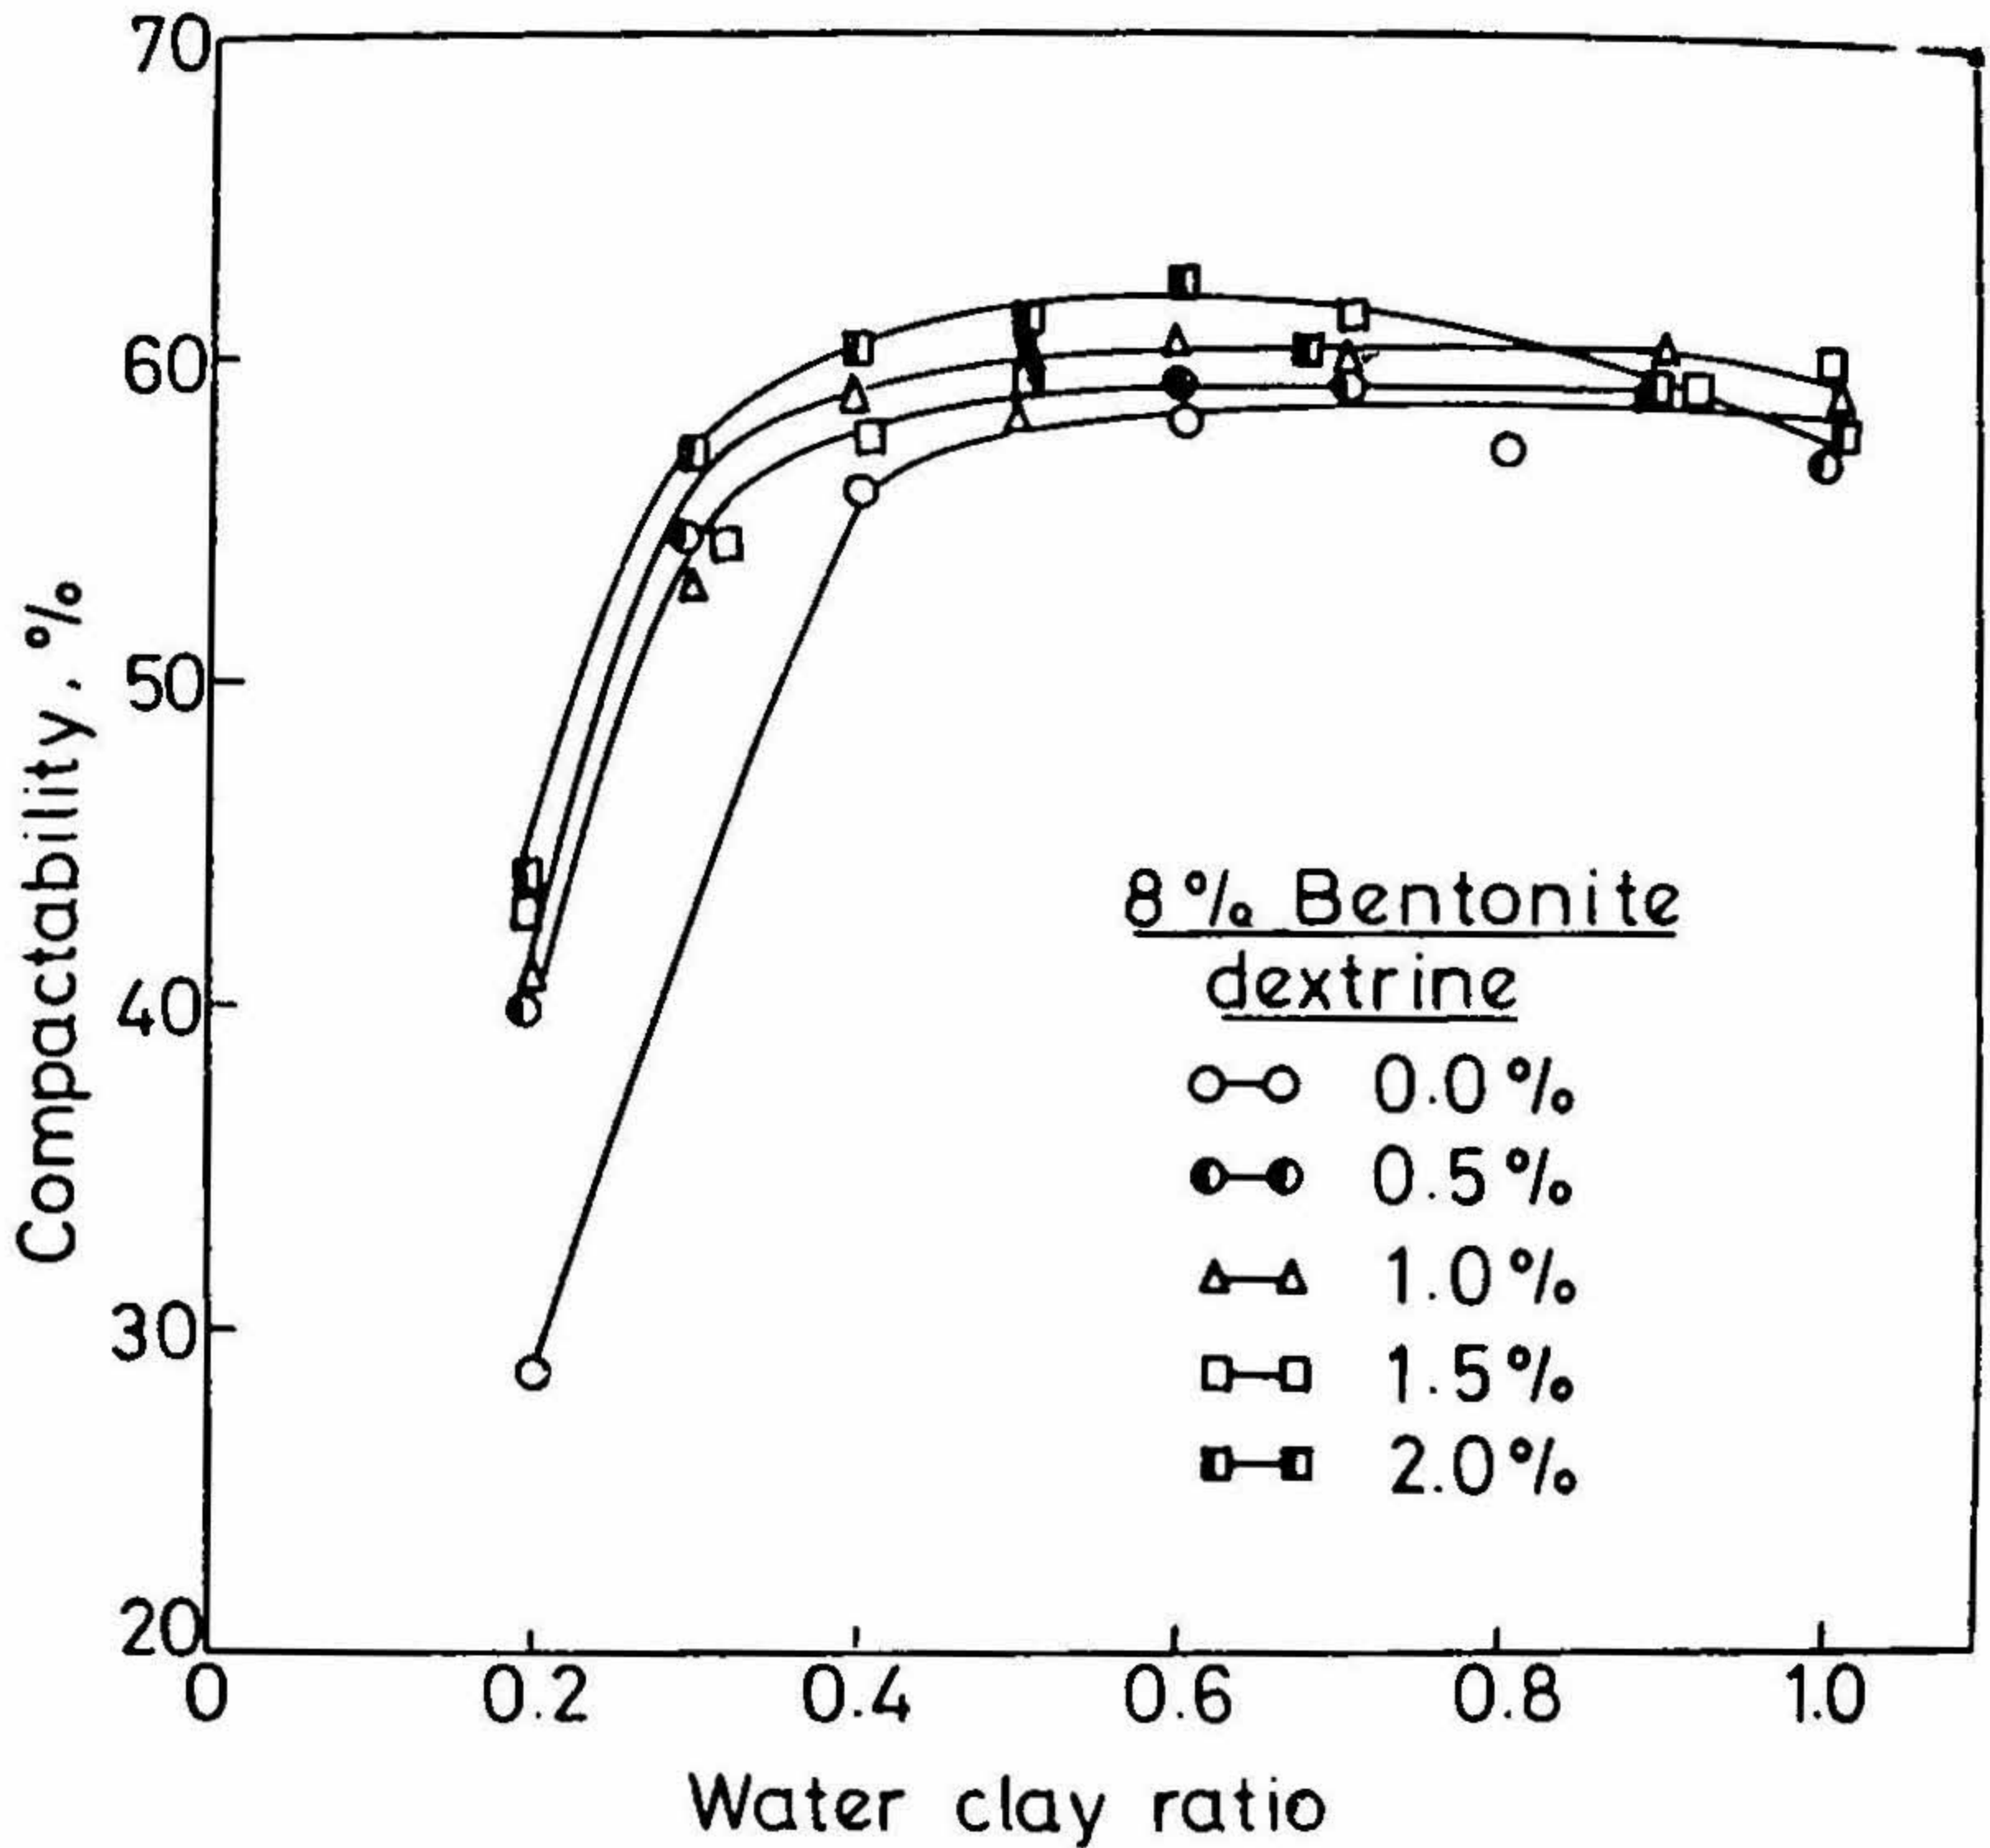 70
60
50
40
30
20
Compactability, %
8% Bentonite
dextrine
0.0%
0.5%
1.0%
1.5%
2.0%
0 0.2 0.4 0.6 0.8 1.0
Water clay ratio